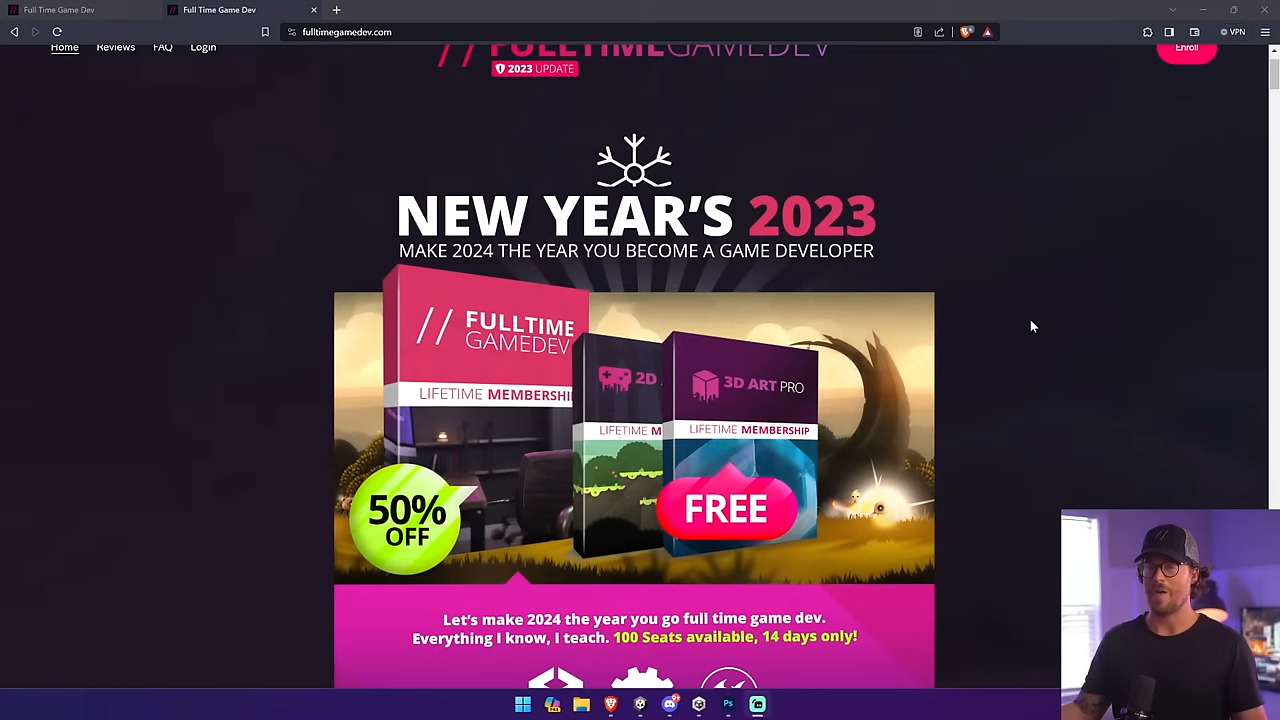 Full Time Game Dev
Full Time Game Dev
fulltimegamedev.com
VPN
Home
Reviews
FAQ
Login
// FULLTIMEGAMEDEV
Enroll
2023 UPDATE
NEW YEAR'S 2023
MAKE 2024 THE YEAR YOU BECOME A GAME DEVELOPER
// FULLTIME
GAMEDEV
LIFETIME MEMBERSHI
2D
LIFETIME M
3D ART PRO
LIFETIME MEMBERSHIP
50%
OFF
FREE
Let's make 2024 the year you go full time game dev.
Everything I know, I teach. 100 Seats available, 14 days only!
Ps